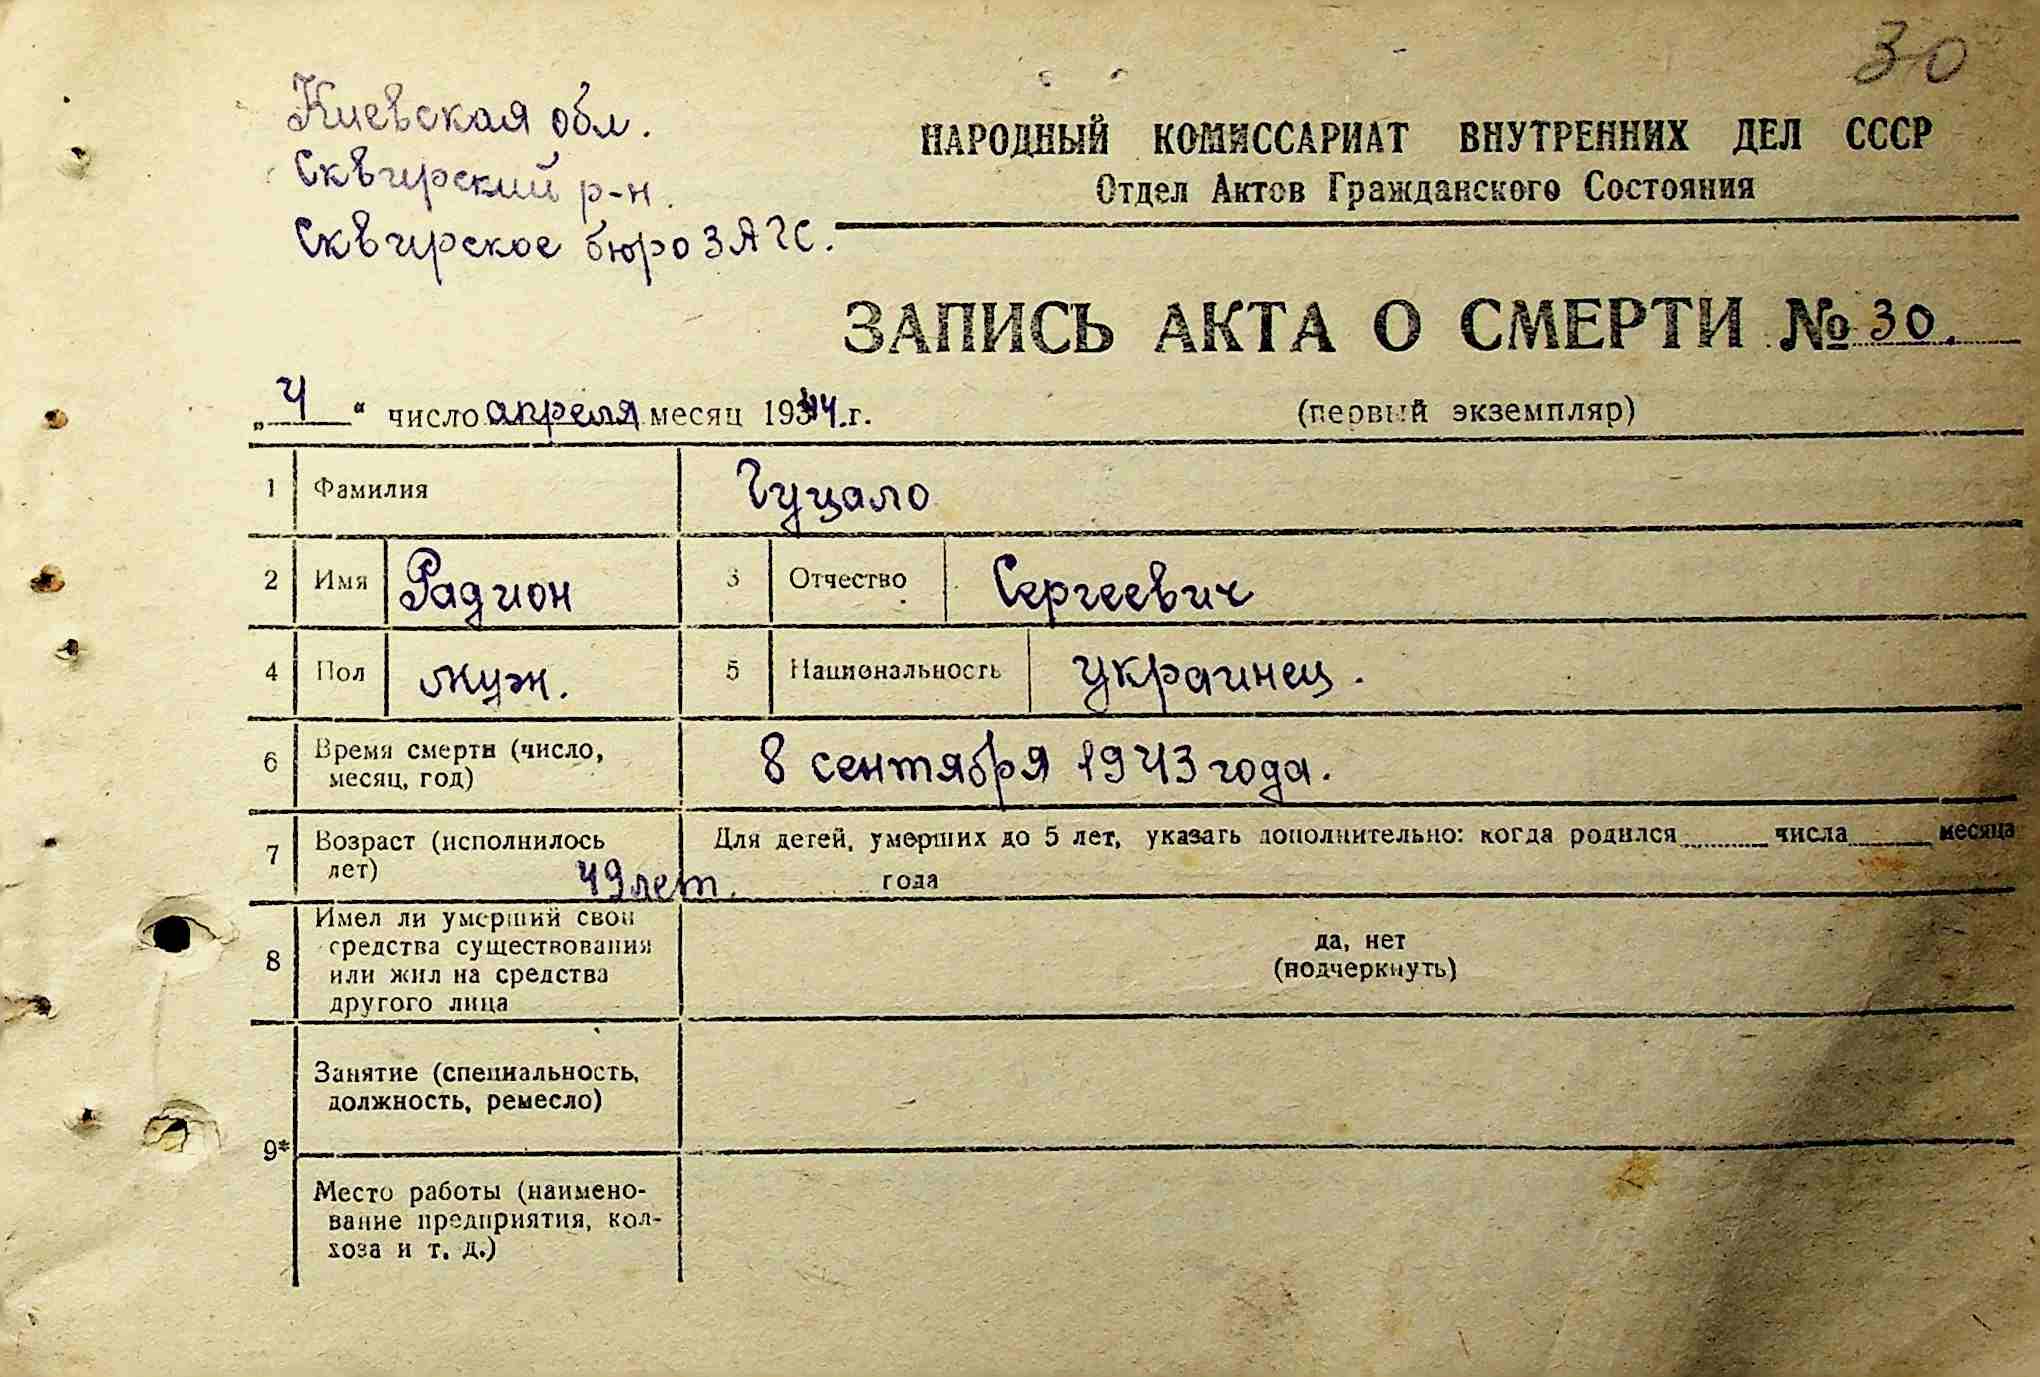 30
Киевская обл.
Сквирский р-н.
Сквирское бюро ЗАГС.
НАРОДНЫЙ КОМИССАРИАТ ВНУТРЕННИХ ДЕЛ СССР
Отдел Актов Гражданского Состояния
ЗАПИСЬ АКТА О СМЕРТИ № 30.
„4“ число апреля месяц 1944.г.
(первый экземпляр)
1 Фамилия Гуцало
2 Имя Радион 3 Отчество Сергеевич
4 Пол муж. 5 Национальность украинец.
6 Время смерти (число, месяц, год) 8 сентября 1943 года.
7 Возраст (исполнилось лет) 49 лет.
Для детей, умерших до 5 лет, указать дополнительно: когда родился числа месяца
года
8 Имел ли умерший свои
средства существования
или жил на средства
другого лица
да, нет
(подчеркнуть)
9* Занятие (специальность,
должность, ремесло)
Место работы (наимено-
вание предприятия, кол-
хоза и т. д.)